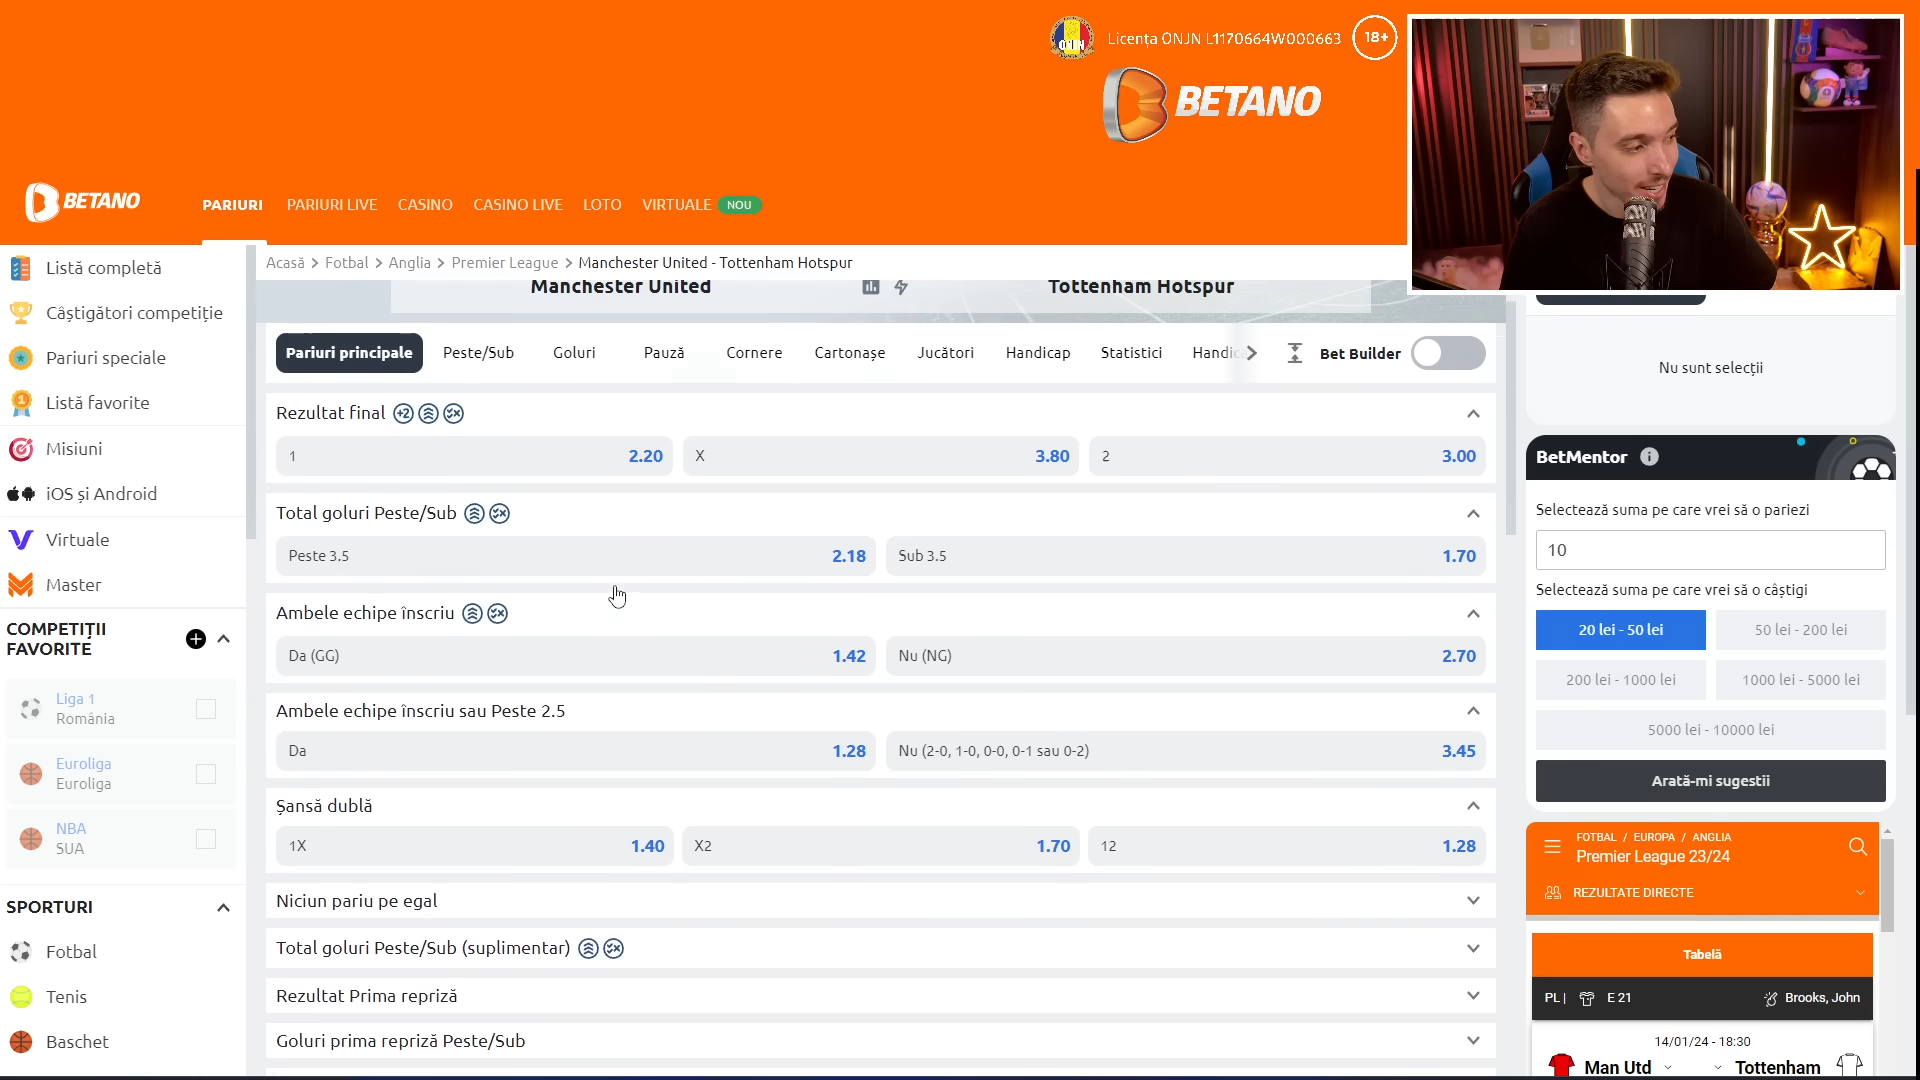 ONJN
Licența ONJN L1170664W000663
18+
BETANO
BETANO
PARIURI
PARIURI LIVE
CASINO
CASINO LIVE
LOTO
VIRTUALE
NOU
Listă completă
Câștigători competiție
Pariuri speciale
Listă favorite
Misiuni
iOS și Android
Virtuale
Master
COMPETIȚII
FAVORITE
Liga 1
România
Euroliga
Euroliga
NBA
SUA
SPORTURI
Fotbal
Tenis
Baschet
Acasă > Fotbal > Anglia > Premier League > Manchester United - Tottenham Hotspur
Manchester United
Tottenham Hotspur
Pariuri principale
Peste/Sub
Goluri
Pauză
Cornere
Cartonașe
Jucători
Handicap
Statistici
Bet Builder
Rezultat final +2
1 2.20
X 3.80
2 3.00
Total goluri Peste/Sub
Peste 3.5 2.18
Sub 3.5 1.70
Ambele echipe înscriu
Da (GG) 1.42
Nu (NG) 2.70
Ambele echipe înscriu sau Peste 2.5
Da 1.28
Nu (2-0, 1-0, 0-0, 0-1 sau 0-2) 3.45
Șansă dublă
1X 1.40
X2 1.70
12 1.28
Niciun pariu pe egal
Total goluri Peste/Sub (suplimentar)
Rezultat Prima repriză
Goluri prima repriză Peste/Sub
Nu sunt selecții
BetMentor i
Selectează suma pe care vrei să o pariezi
10
Selectează suma pe care vrei să o câștigi
20 lei - 50 lei
50 lei - 200 lei
200 lei - 1000 lei
1000 lei - 5000 lei
5000 lei - 10000 lei
Arată-mi sugestii
FOTBAL / EUROPA / ANGLIA
Premier League 23/24
REZULTATE DIRECTE
Tabelă
PL | E 21
Brooks, John
14/01/24 - 18:30
Man Utd
Tottenham